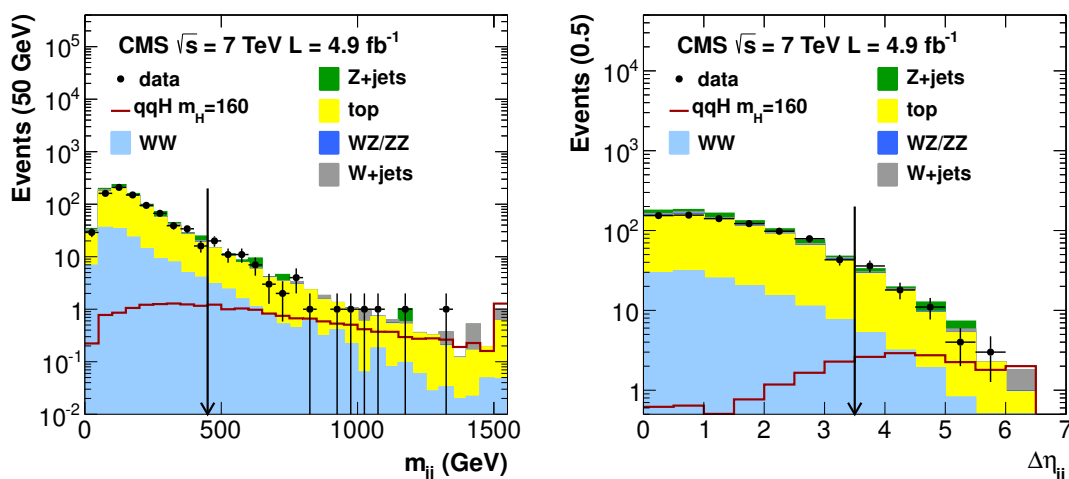 Events (50 GeV)
10⁵
10⁴
10³
10²
10
1
10⁻¹
10⁻²
CMS √s = 7 TeV L = 4.9 fb⁻¹
data
qqH m_H=160
WW
Z+jets
top
WZ/ZZ
W+jets
0 500 1000 1500
m_jj (GeV)
Events (0.5)
10⁴
10³
10²
10
1
CMS √s = 7 TeV L = 4.9 fb⁻¹
data
qqH m_H=160
WW
Z+jets
top
WZ/ZZ
W+jets
0 1 2 3 4 5 6 7
Δη_jj